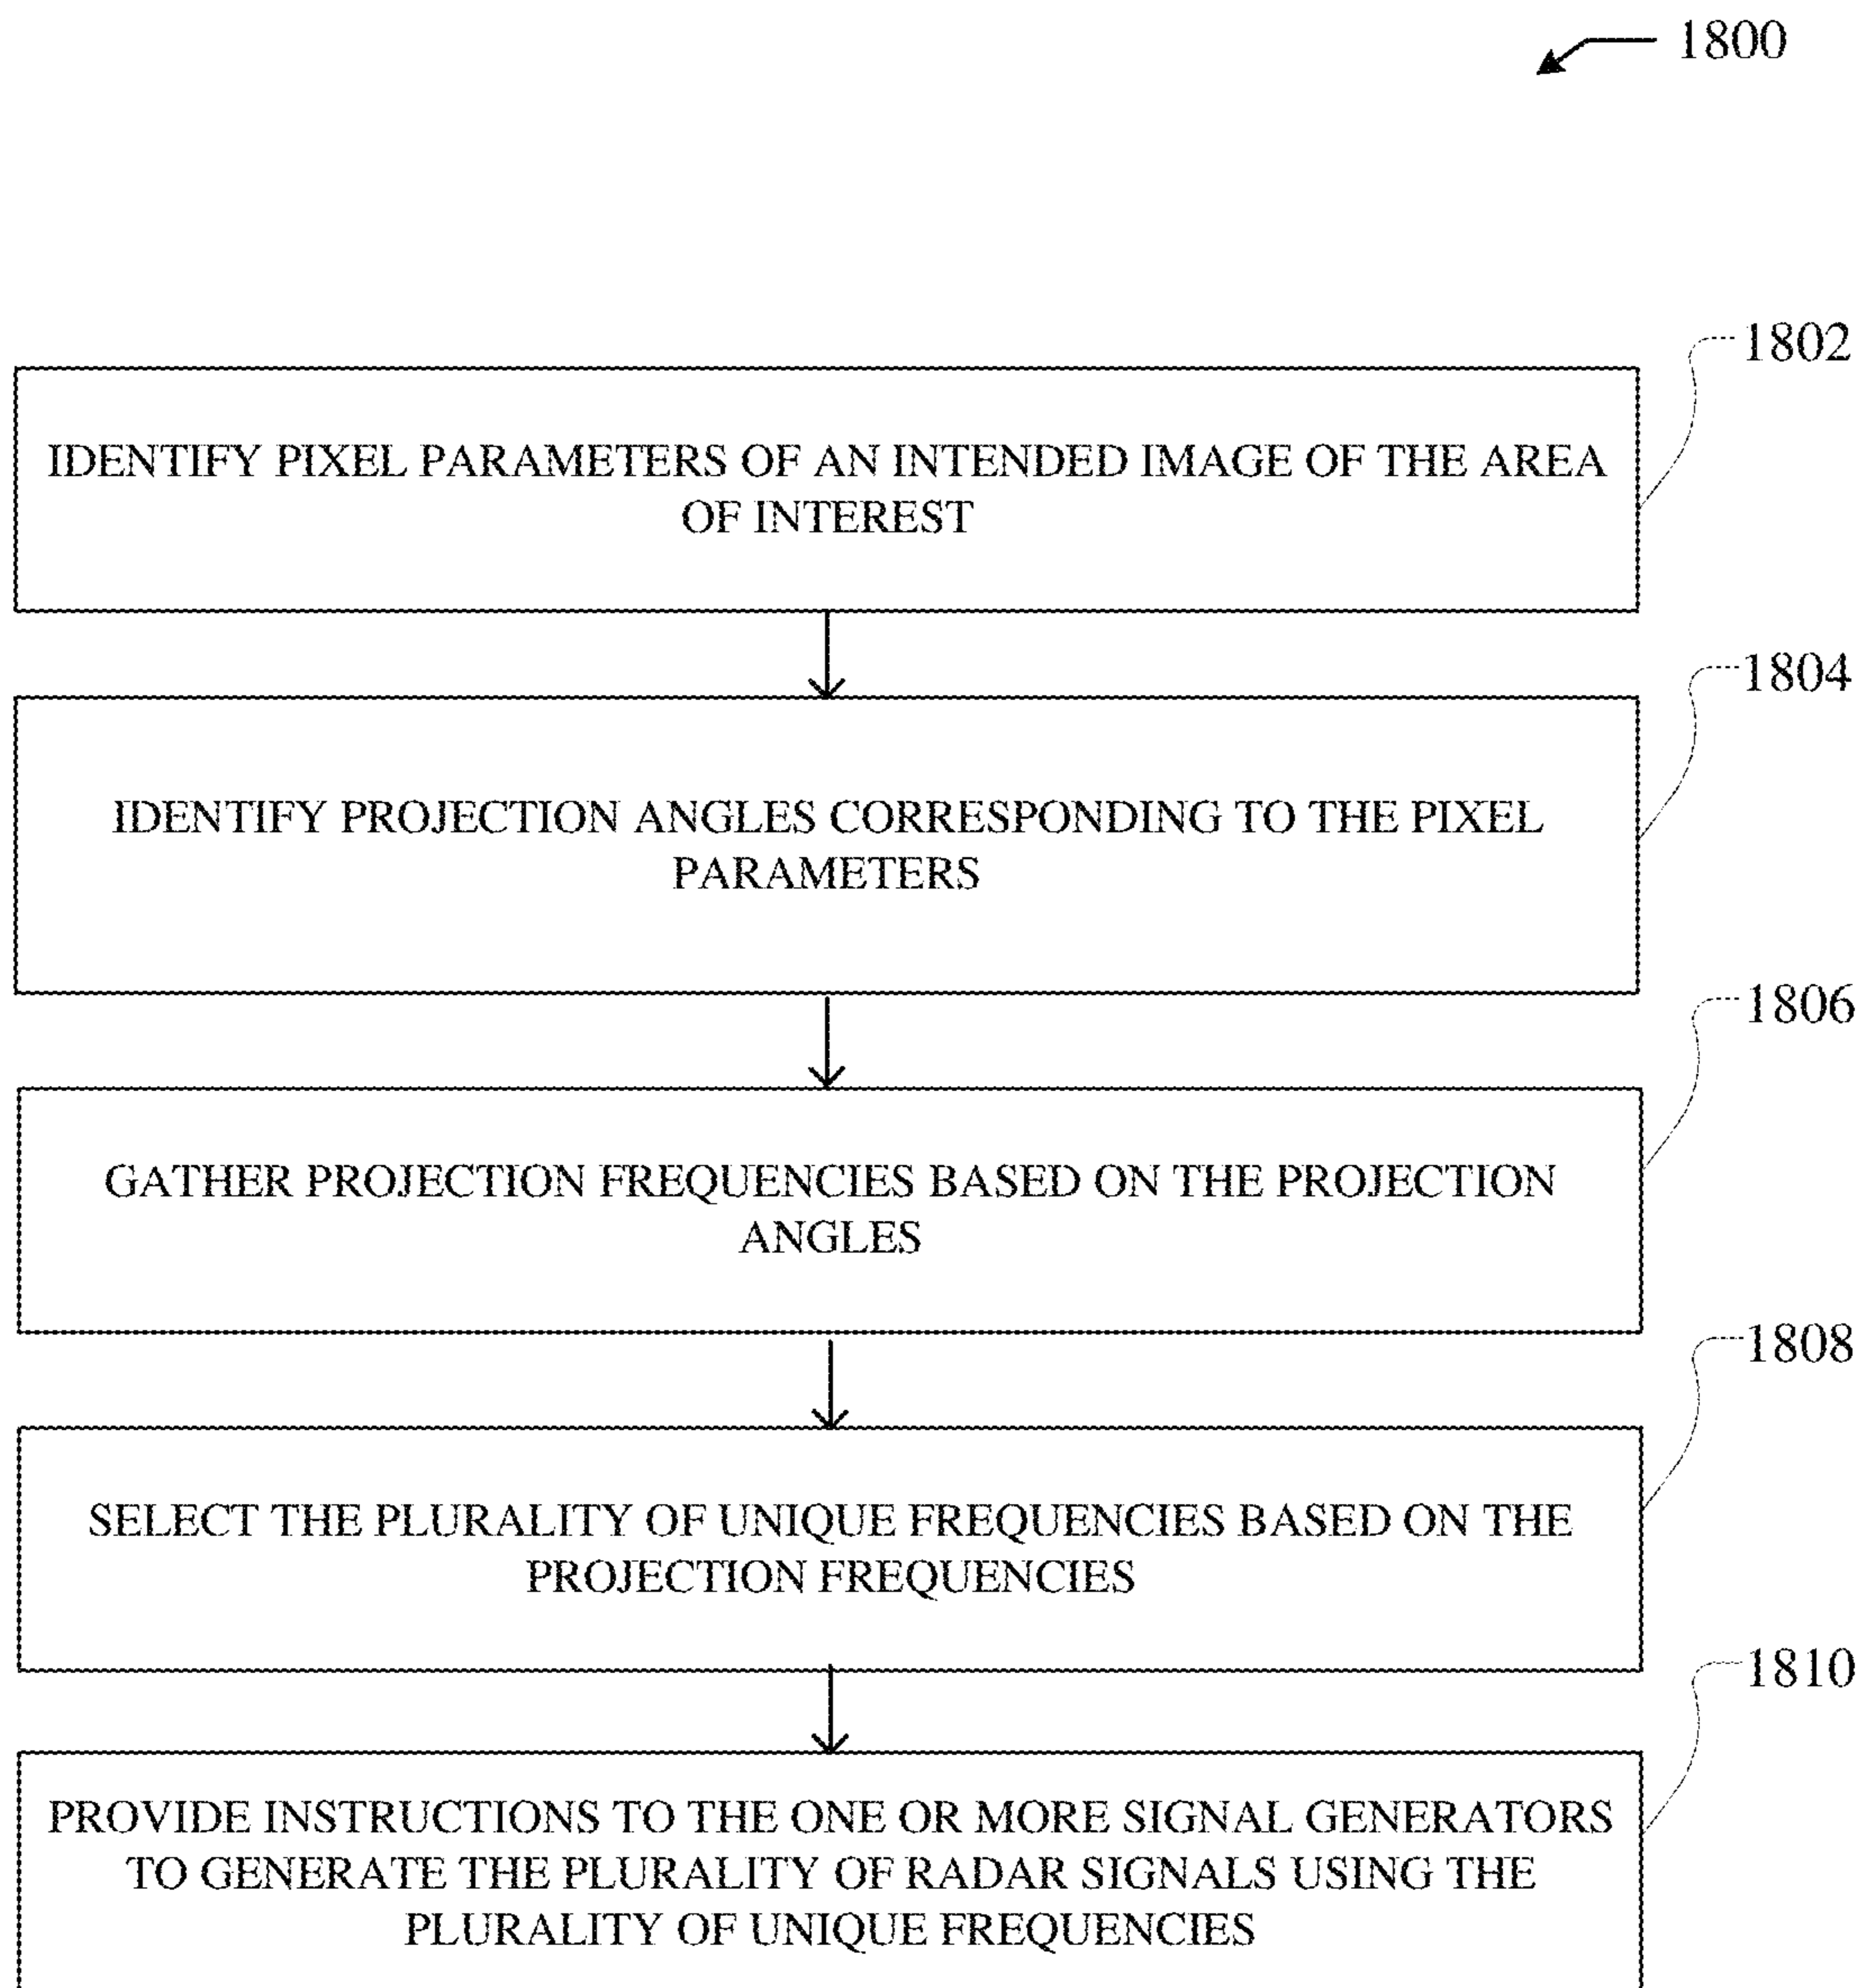 1800
1802
IDENTIFY PIXEL PARAMETERS OF AN INTENDED IMAGE OF THE AREA
OF INTEREST
1804
IDENTIFY PROJECTION ANGLES CORRESPONDING TO THE PIXEL
PARAMETERS
1806
GATHER PROJECTION FREQUENCIES BASED ON THE PROJECTION
ANGLES
1808
SELECT THE PLURALITY OF UNIQUE FREQUENCIES BASED ON THE
PROJECTION FREQUENCIES
1810
PROVIDE INSTRUCTIONS TO THE ONE OR MORE SIGNAL GENERATORS
TO GENERATE THE PLURALITY OF RADAR SIGNALS USING THE
PLURALITY OF UNIQUE FREQUENCIES